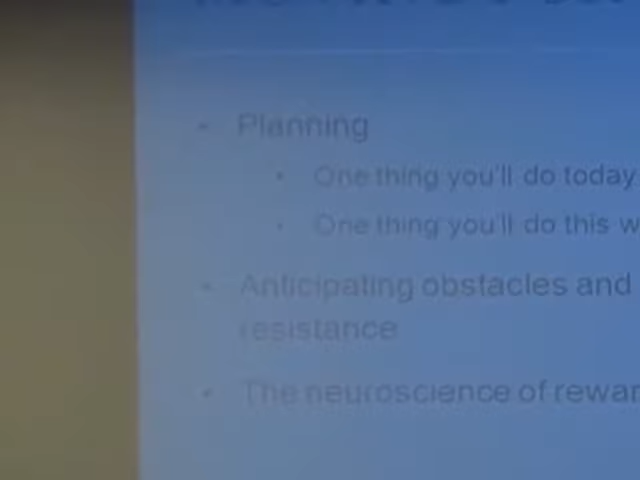 Planning
One thing you'll do today
One thing you'll do this
Anticipating obstacles and
resistance
The neuroscience of